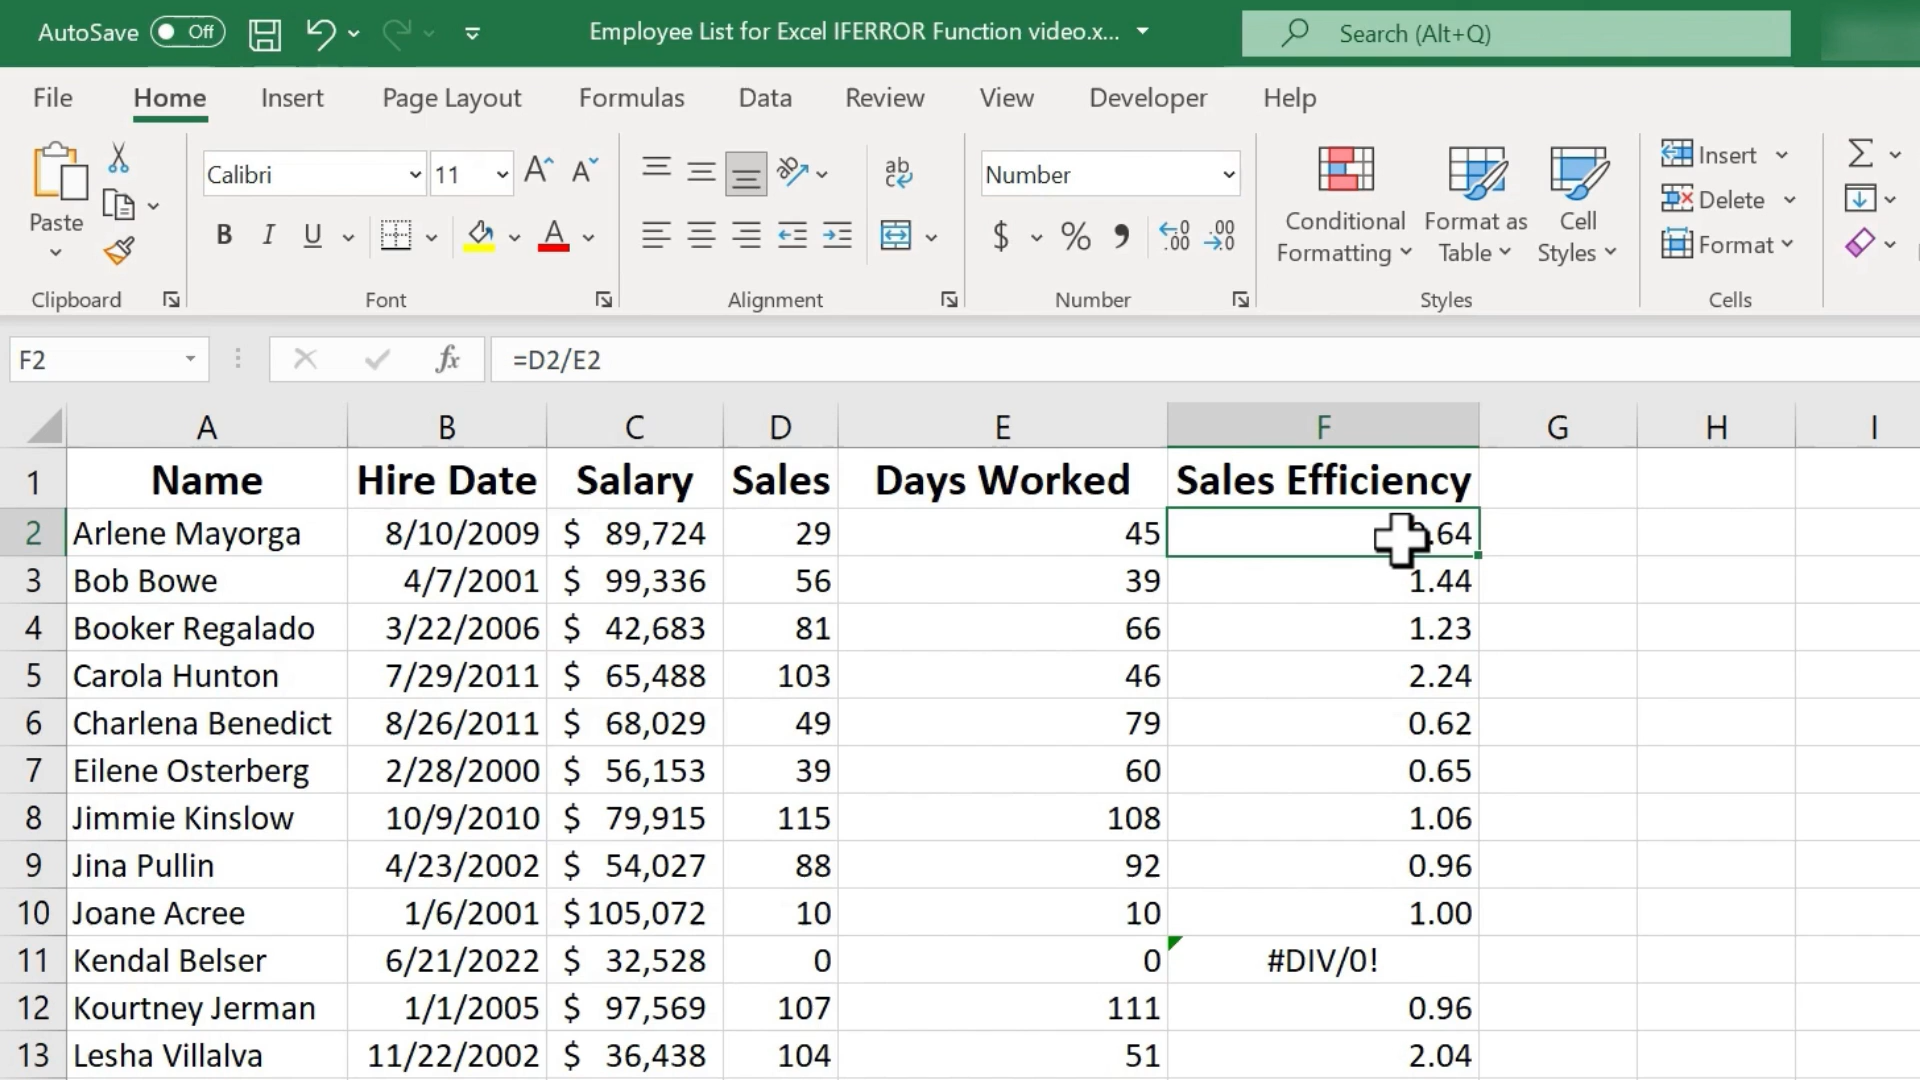 AutoSave Off Employee List for Excel IFERROR Function video.x... Search (Alt+Q)
File Home Insert Page Layout Formulas Data Review View Developer Help
Paste
Calibri 11
B I U A
ab
c
Number
$ % 9 .00 .00
Conditional
Formatting
Format as
Table
Cell
Styles
Insert
Delete
Format
Clipboard Font Alignment Number Styles Cells
F2 fx =D2/E2
A B C D E F G H I
1 Name Hire Date Salary Sales Days Worked Sales Efficiency
2 Arlene Mayorga 8/10/2009 $ 89,724 29 45 .64
3 Bob Bowe 4/7/2001 $ 99,336 56 39 1.44
4 Booker Regalado 3/22/2006 $ 42,683 81 66 1.23
5 Carola Hunton 7/29/2011 $ 65,488 103 46 2.24
6 Charlena Benedict 8/26/2011 $ 68,029 49 79 0.62
7 Eilene Osterberg 2/28/2000 $ 56,153 39 60 0.65
8 Jimmie Kinslow 10/9/2010 $ 79,915 115 108 1.06
9 Jina Pullin 4/23/2002 $ 54,027 88 92 0.96
10 Joane Acree 1/6/2001 $ 105,072 10 10 1.00
11 Kendal Belser 6/21/2022 $ 32,528 0 0 #DIV/0!
12 Kourtney Jerman 1/1/2005 $ 97,569 107 111 0.96
13 Lesha Villalva 11/22/2002 $ 36,438 104 51 2.04